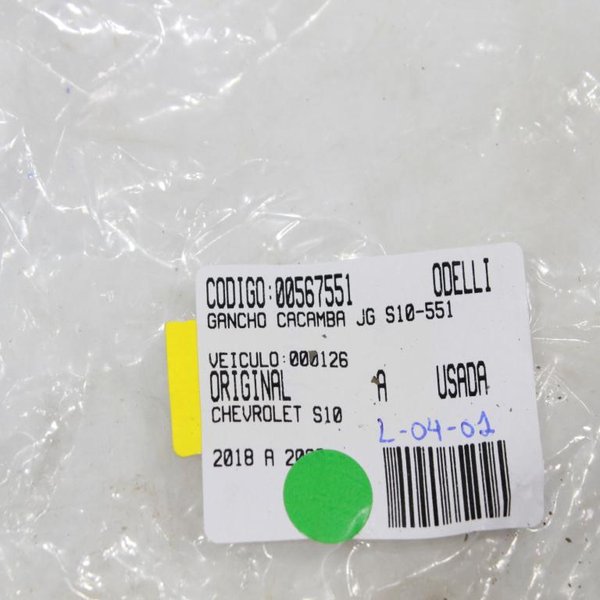 CODIGO:00567551 ODELLI
GANCHO CACAMBA JG S10-551
VEICULO:000126
ORIGINAL A USADA
CHEVROLET S10
L-04-01
2018 A